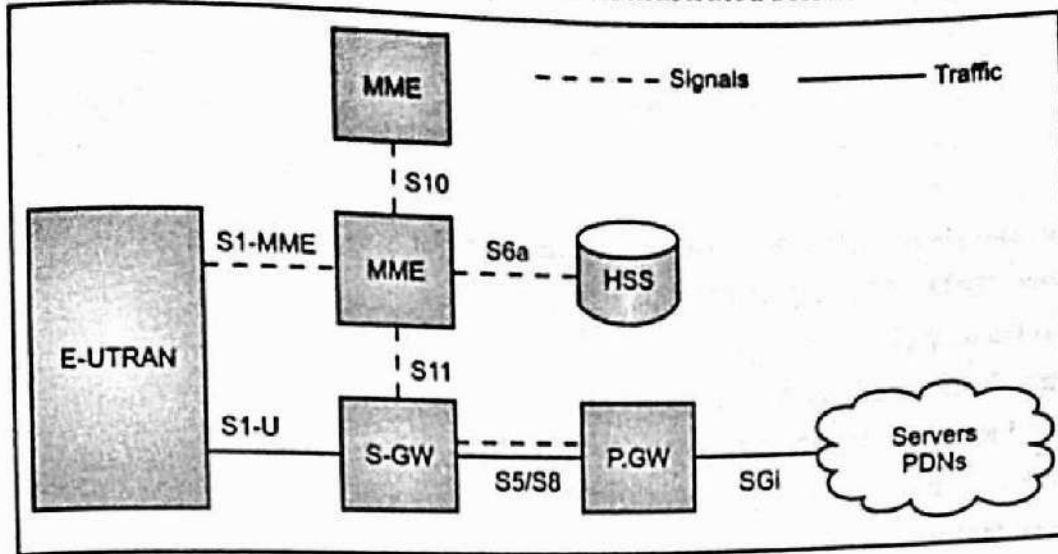 MME
Signals
Traffic
S10
S1-MME
MME
S6a
HSS
E-UTRAN
S11
S1-U
S-GW
S5/S8
P.GW
SGi
Servers
PDNs